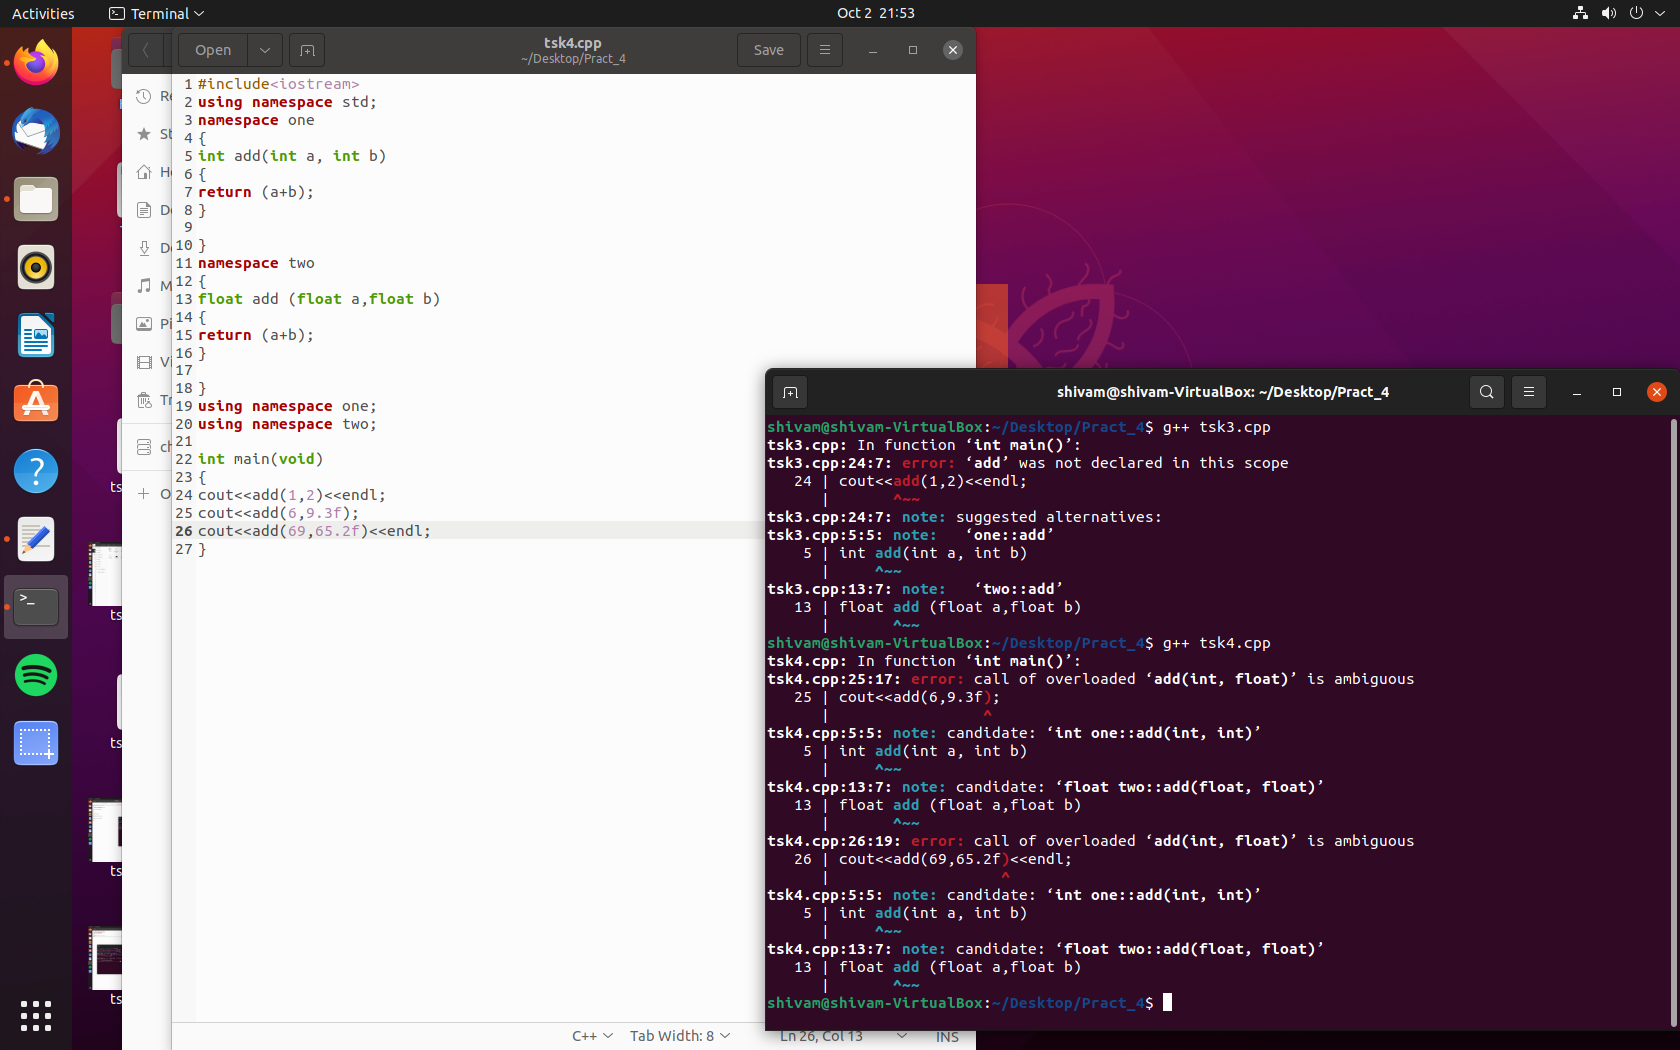 Activities
Terminal
Oct 2 21:53
Open
tsk4.cpp
~/Desktop/Pract_4
Save
Re
St
He
De
De
M
Pi
Vi
Tr
ch
O
1 #include<iostream>
2 using namespace std;
3 namespace one
4 {
5 int add(int a, int b)
6 {
7 return (a+b);
8 }
9
10 }
11 namespace two
12 {
13 float add (float a,float b)
14 {
15 return (a+b);
16 }
17
18 }
19 using namespace one;
20 using namespace two;
21
22 int main(void)
23 {
24 cout<<add(1,2)<<endl;
25 cout<<add(6,9.3f);
26 cout<<add(69,65.2f)<<endl;
27 }
C++
Tab Width: 8
Ln 26, Col 13
INS
ts
ts
ts
ts
ts
shivam@shivam-VirtualBox: ~/Desktop/Pract_4
shivam@shivam-VirtualBox:~/Desktop/Pract_4$ g++ tsk3.cpp
tsk3.cpp: In function ‘int main()’:
tsk3.cpp:24:7: error: ‘add’ was not declared in this scope
24 | cout<<add(1,2)<<endl;
| ^~~
tsk3.cpp:24:7: note: suggested alternatives:
tsk3.cpp:5:5: note: ‘one::add’
5 | int add(int a, int b)
| ^~~
tsk3.cpp:13:7: note: ‘two::add’
13 | float add (float a,float b)
| ^~~
shivam@shivam-VirtualBox:~/Desktop/Pract_4$ g++ tsk4.cpp
tsk4.cpp: In function ‘int main()’:
tsk4.cpp:25:17: error: call of overloaded ‘add(int, float)’ is ambiguous
25 | cout<<add(6,9.3f);
| ^
tsk4.cpp:5:5: note: candidate: ‘int one::add(int, int)’
5 | int add(int a, int b)
| ^~~
tsk4.cpp:13:7: note: candidate: ‘float two::add(float, float)’
13 | float add (float a,float b)
| ^~~
tsk4.cpp:26:19: error: call of overloaded ‘add(int, float)’ is ambiguous
26 | cout<<add(69,65.2f)<<endl;
| ^
tsk4.cpp:5:5: note: candidate: ‘int one::add(int, int)’
5 | int add(int a, int b)
| ^~~
tsk4.cpp:13:7: note: candidate: ‘float two::add(float, float)’
13 | float add (float a,float b)
| ^~~
shivam@shivam-VirtualBox:~/Desktop/Pract_4$